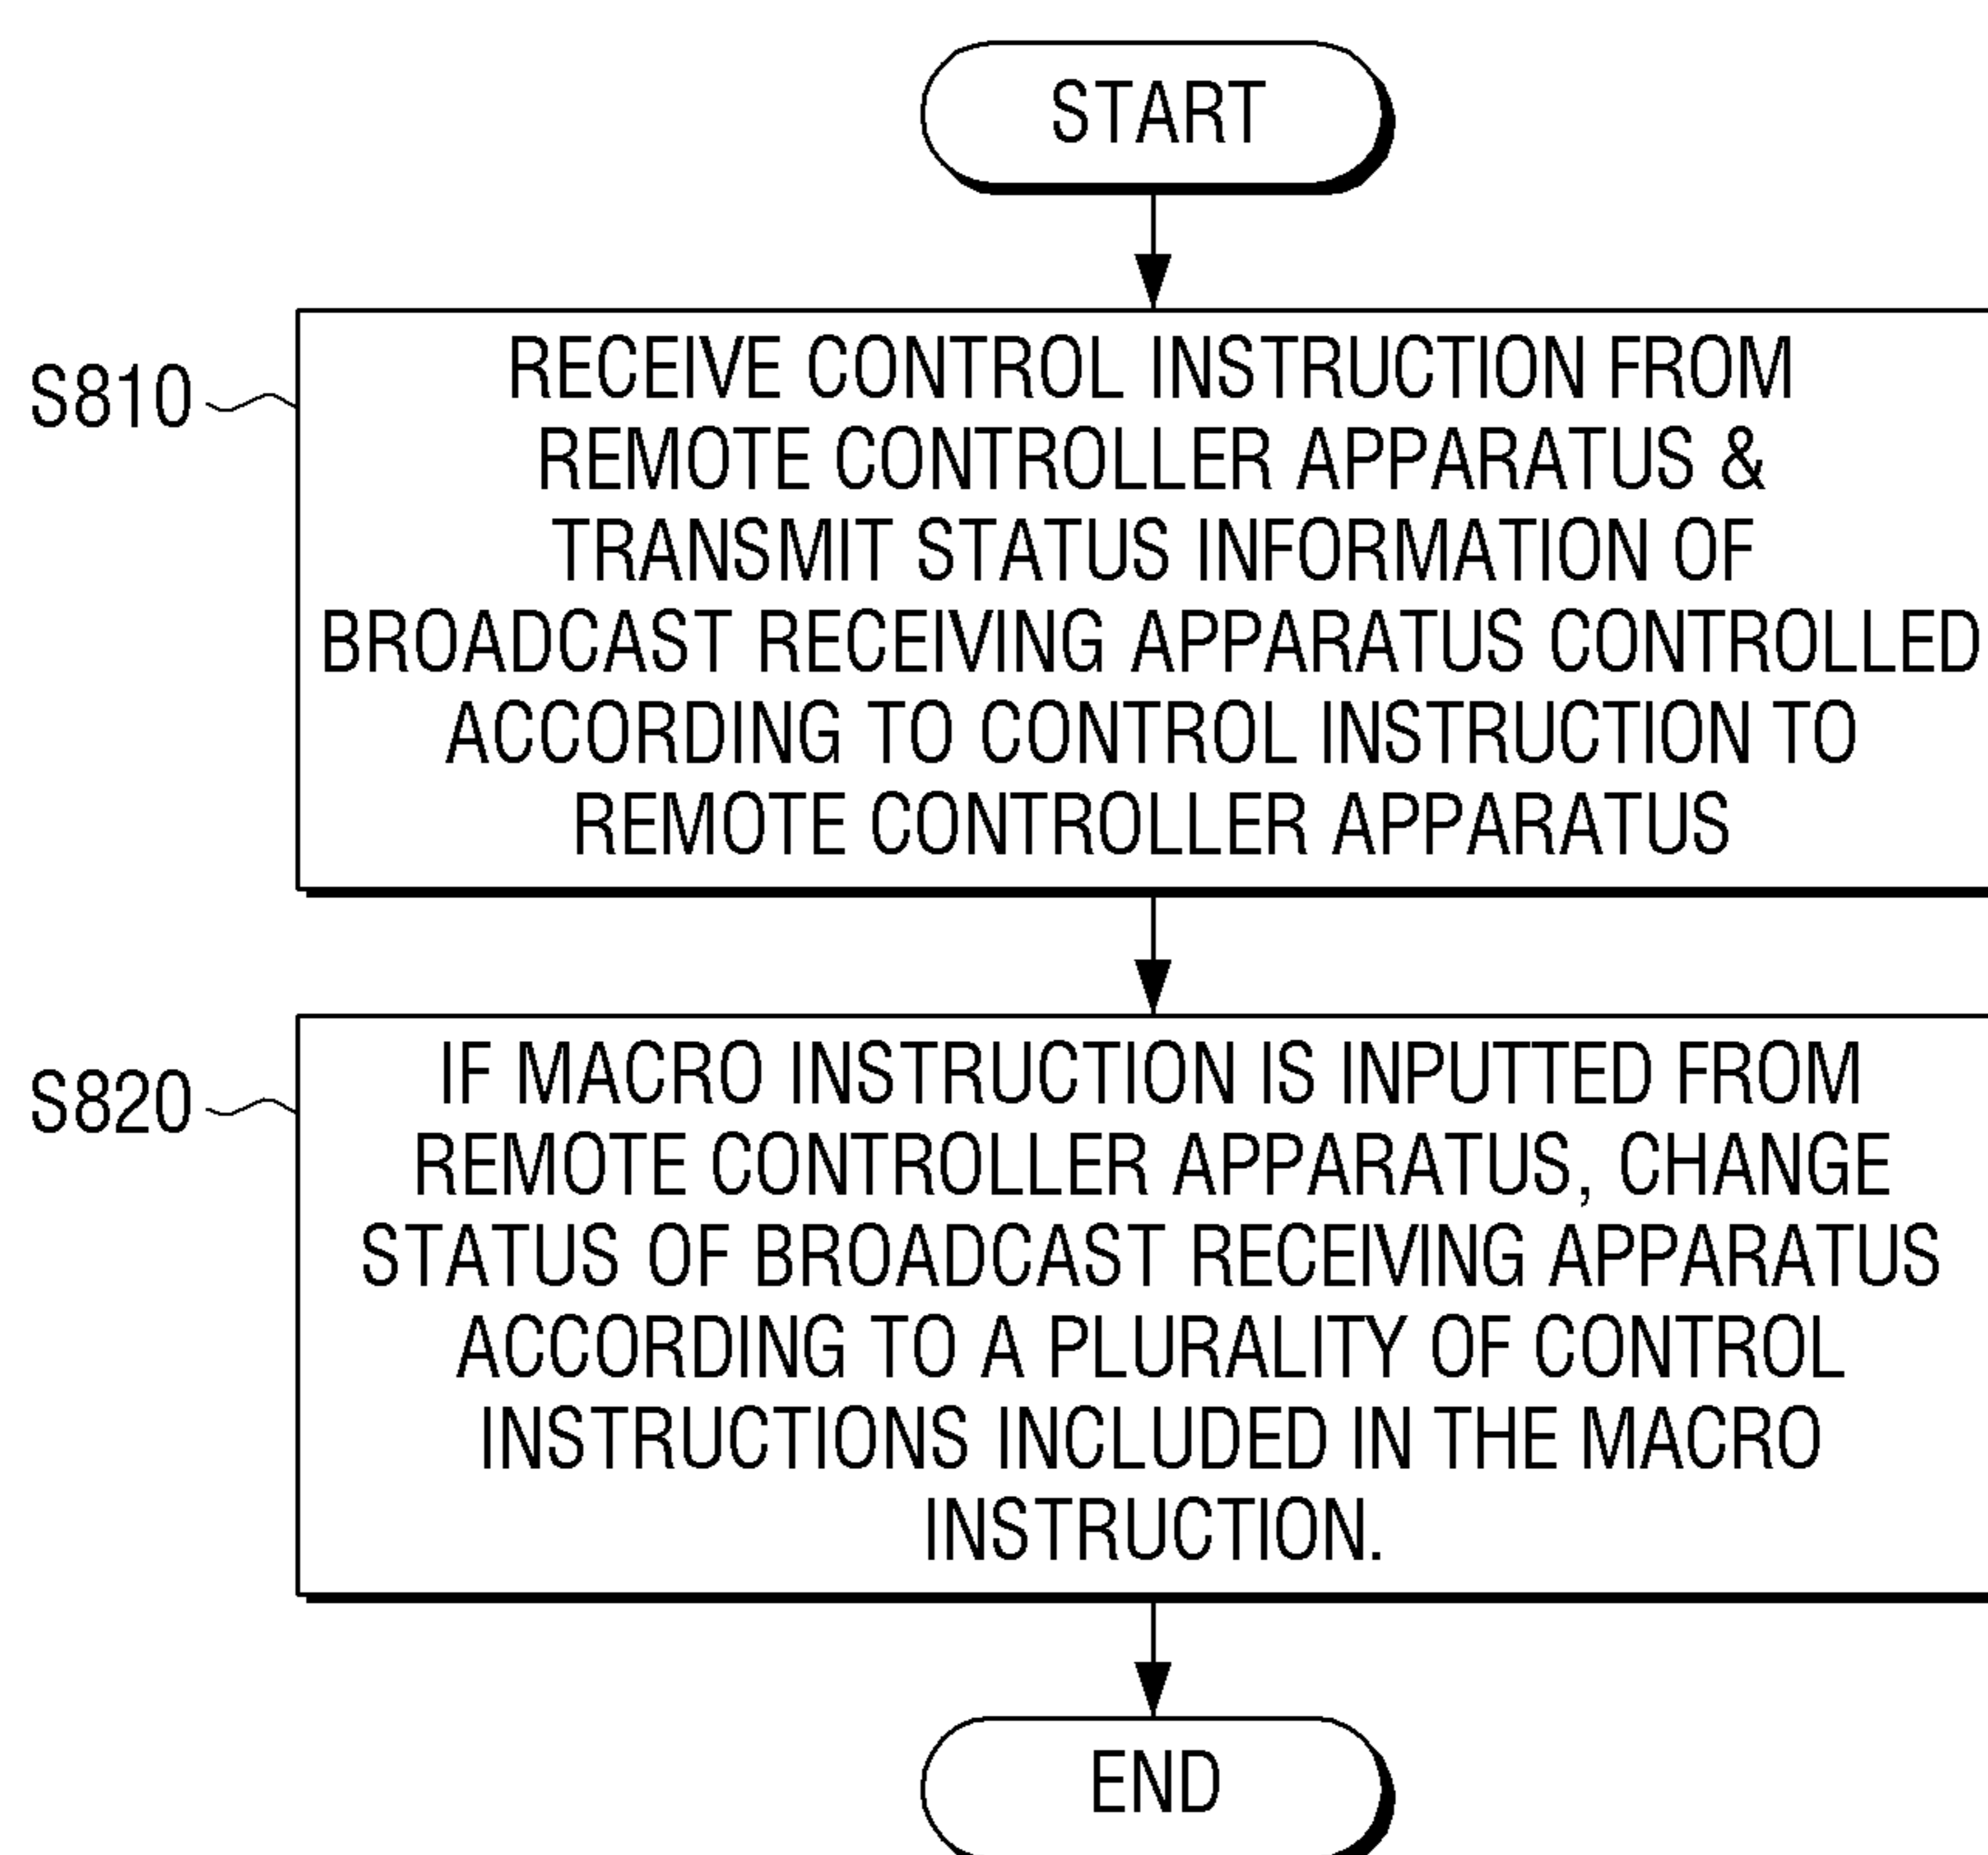 START
S810
RECEIVE CONTROL INSTRUCTION FROM
REMOTE CONTROLLER APPARATUS &
TRANSMIT STATUS INFORMATION OF
BROADCAST RECEIVING APPARATUS CONTROLLED
ACCORDING TO CONTROL INSTRUCTION TO
REMOTE CONTROLLER APPARATUS
S820
IF MACRO INSTRUCTION IS INPUTTED FROM
REMOTE CONTROLLER APPARATUS, CHANGE
STATUS OF BROADCAST RECEIVING APPARATUS
ACCORDING TO A PLURALITY OF CONTROL
INSTRUCTIONS INCLUDED IN THE MACRO
INSTRUCTION.
END